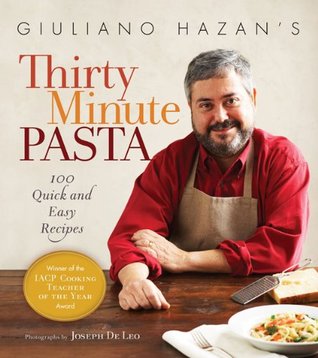 GIULIANO HAZAN'S
Thirty
Minute
PASTA
100
Quick and
Easy
Recipes
Winner of the
IACP Cooking
Teacher
of the Year
Award
Photographs by Joseph De Leo